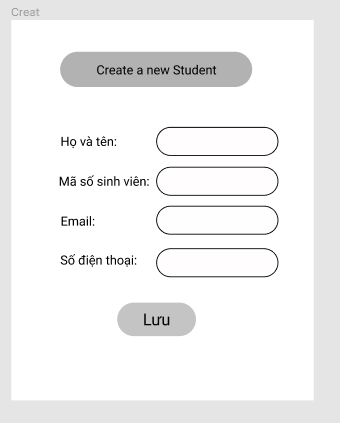 Creat
Create a new Student
Họ và tên:
Mã số sinh viên:
Email:
Số điện thoại:
Lưu